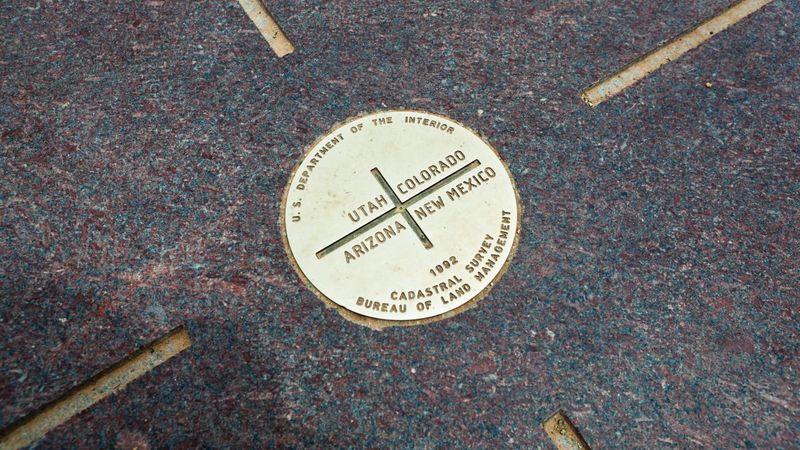 U.S. DEPARTMENT OF THE INTERIOR
UTAH COLORADO
ARIZONA NEW MEXICO
1992
CADASTRAL SURVEY
BUREAU OF LAND MANAGEMENT